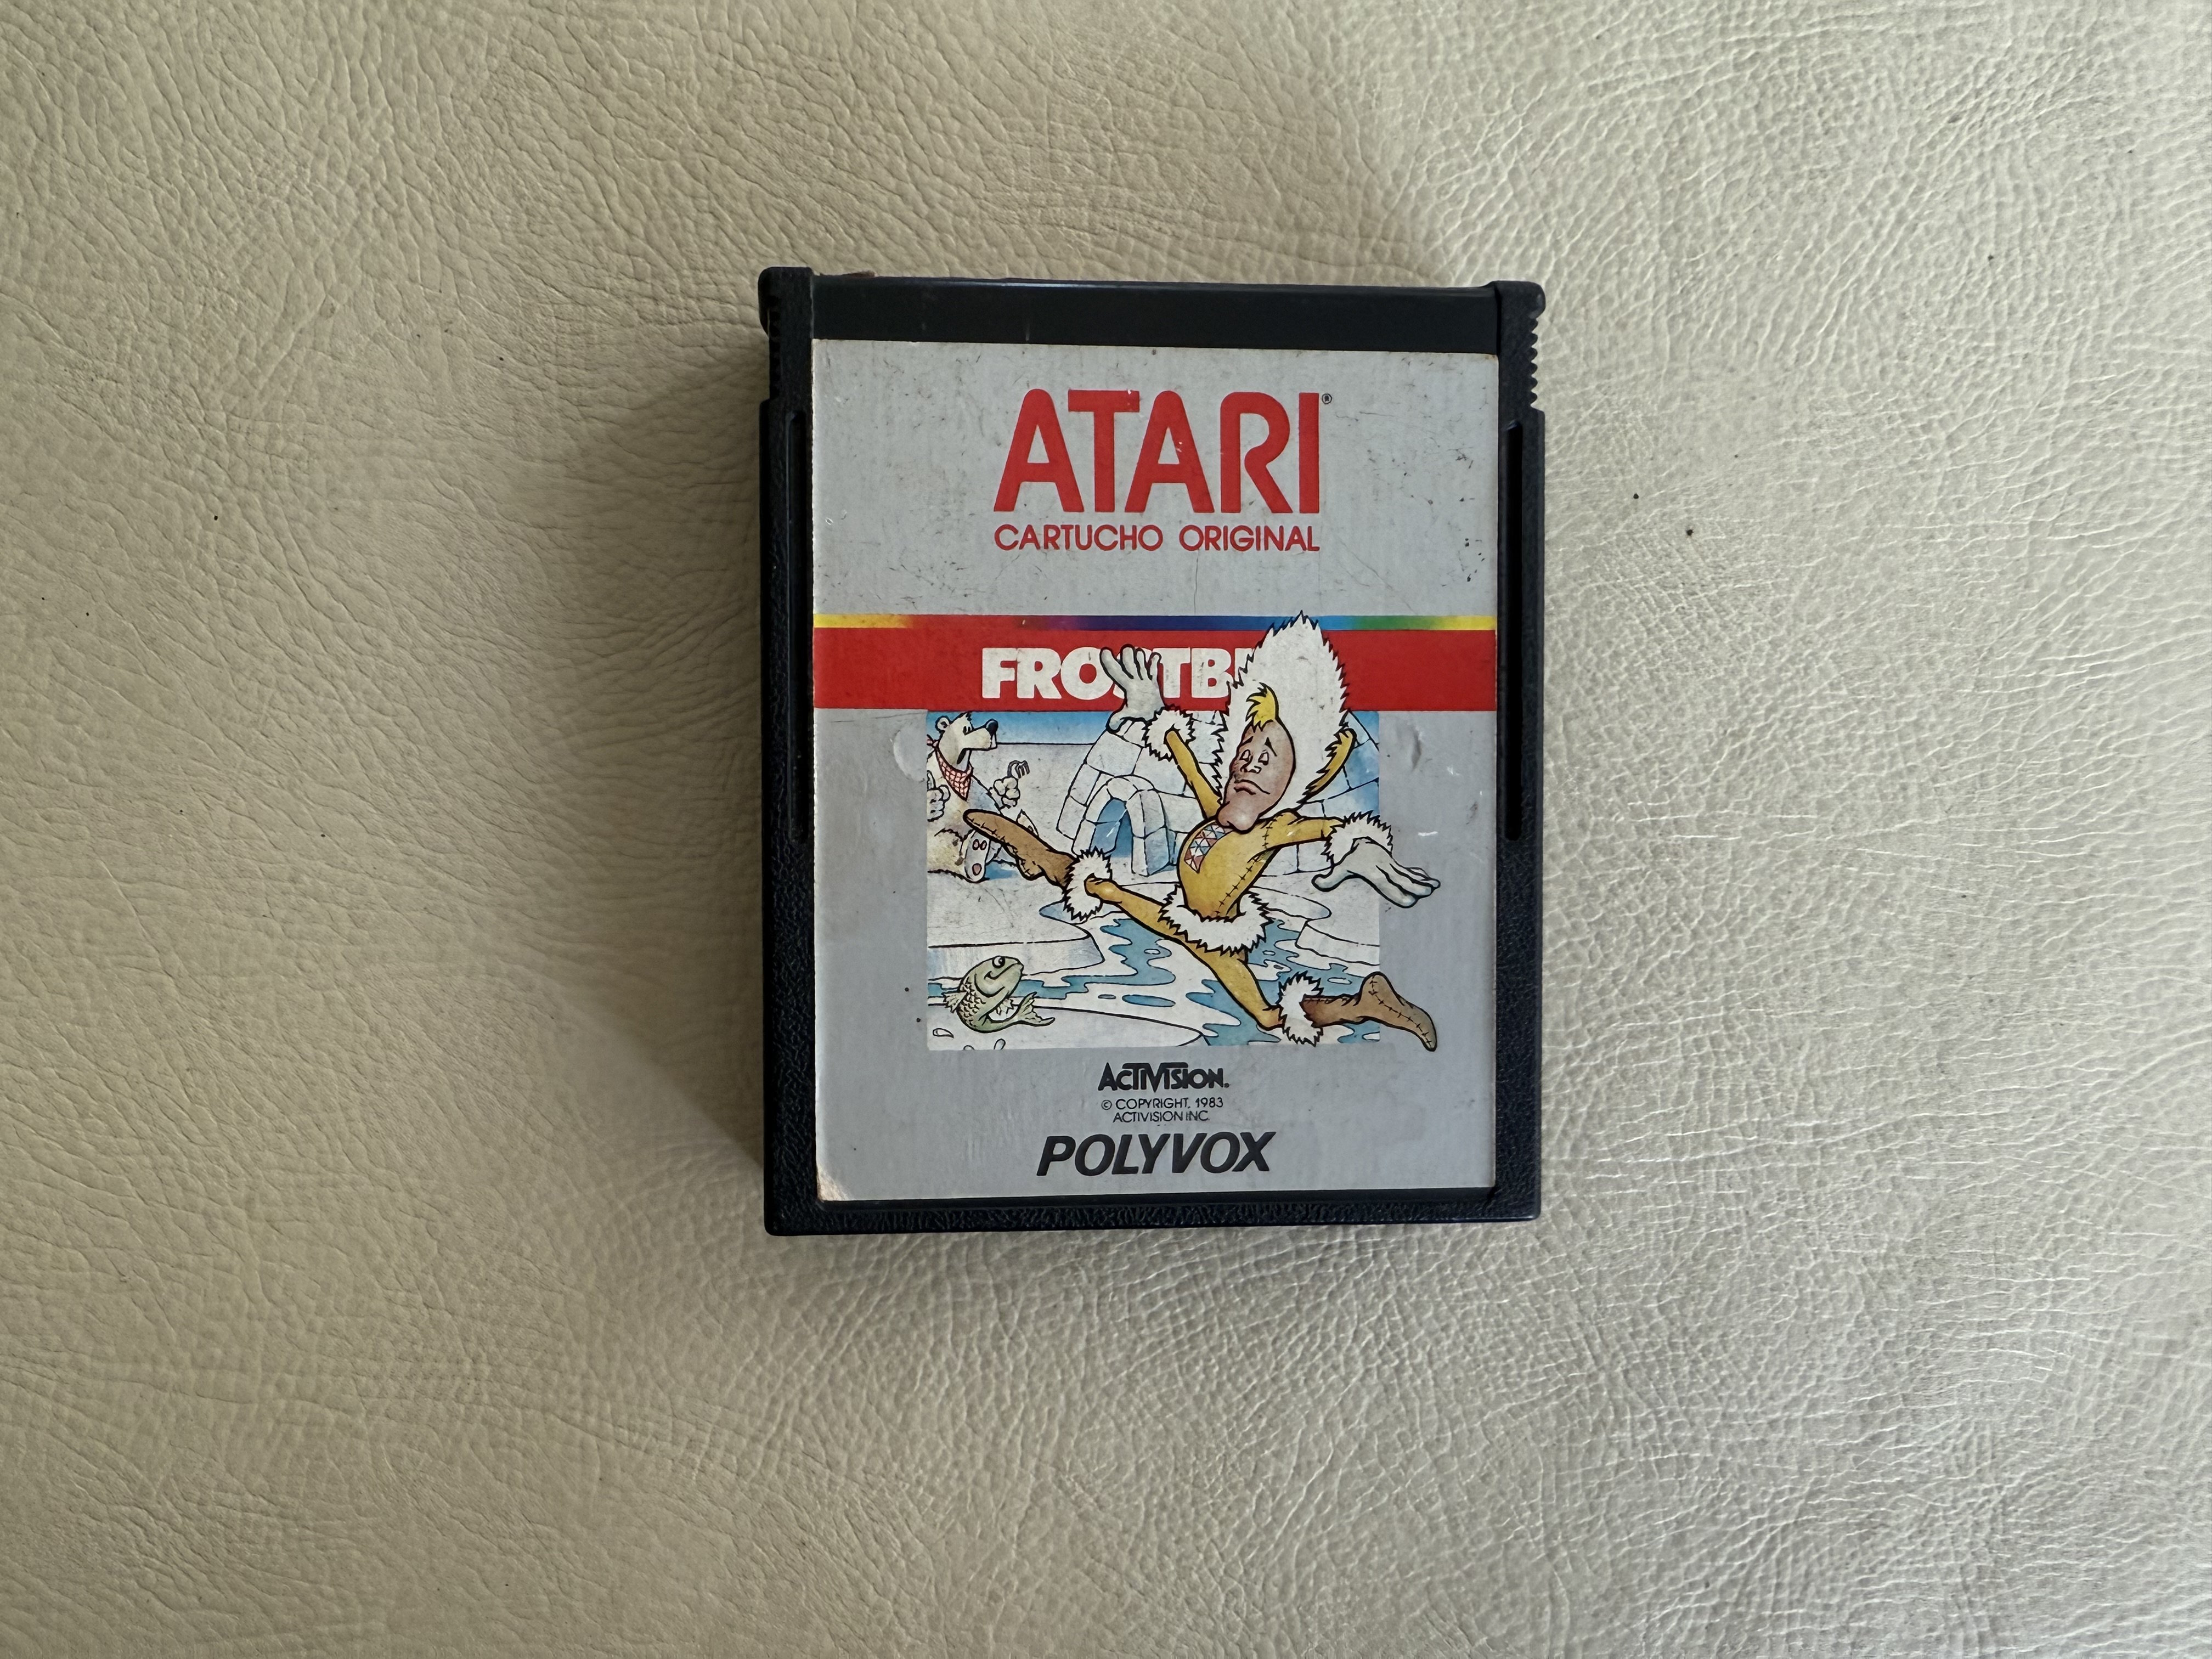 ATARI®
CARTUCHO ORIGINAL
FROSTB
ACTIVISION.
© COPYRIGHT, 1983
ACTIVISION INC
POLYVOX